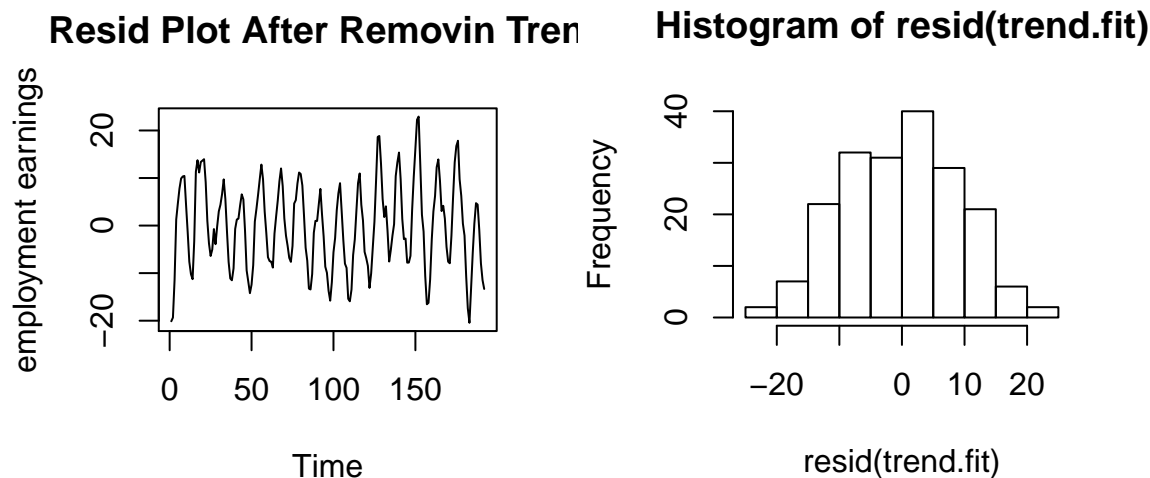 Resid Plot After Removin Tren
employment earnings
20
0
−20
0 50 100 150
Time
Histogram of resid(trend.fit)
Frequency
40
20
0
−20 0 10 20
resid(trend.fit)